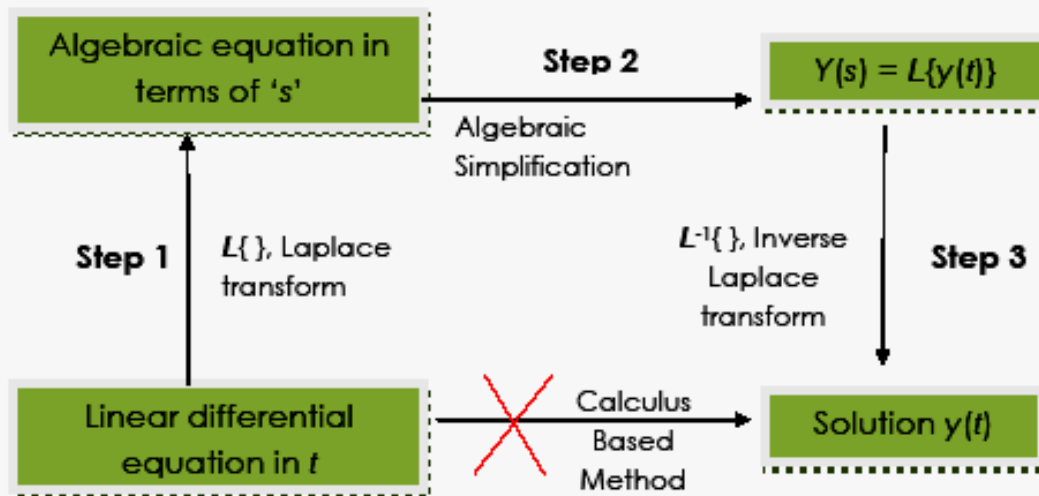 Algebraic equation in
terms of ‘s’
Step 2
Algebraic
Simplification
Y(s) = L{y(t)}
Step 1
L{ }, Laplace
transform
L⁻¹{ }, Inverse
Laplace
transform
Step 3
Linear differential
equation in t
Calculus
Based
Method
Solution y(t)